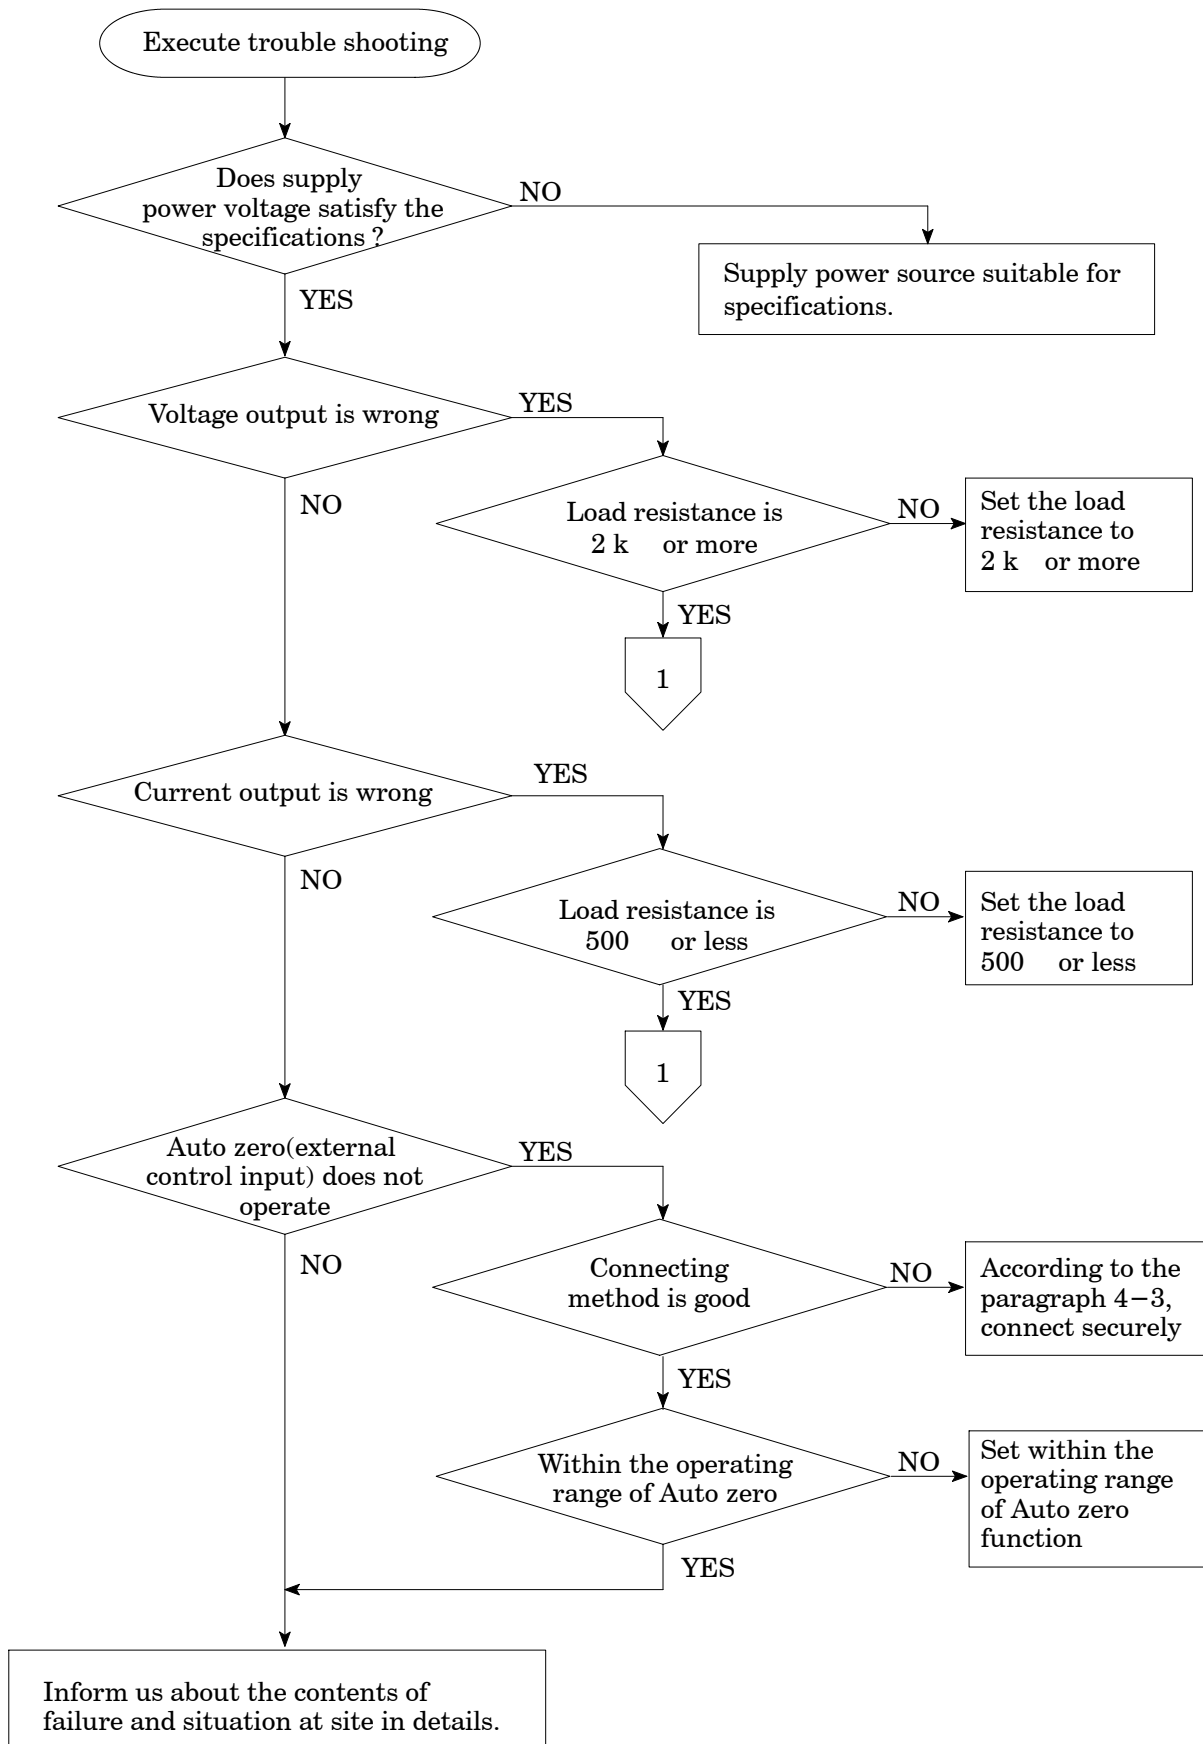 Execute trouble shooting
Does supply
power voltage satisfy the
specifications ?
NO
Supply power source suitable for
specifications.
YES
Voltage output is wrong
YES
NO
Load resistance is
2 k or more
NO
Set the load
resistance to
2 k or more
YES
1
Current output is wrong
YES
NO
Load resistance is
500 or less
NO
Set the load
resistance to
500 or less
YES
1
Auto zero(external
control input) does not
operate
YES
NO
Connecting
method is good
NO
According to the
paragraph 4−3,
connect securely
YES
Within the operating
range of Auto zero
NO
Set within the
operating range
of Auto zero
function
YES
Inform us about the contents of
failure and situation at site in details.